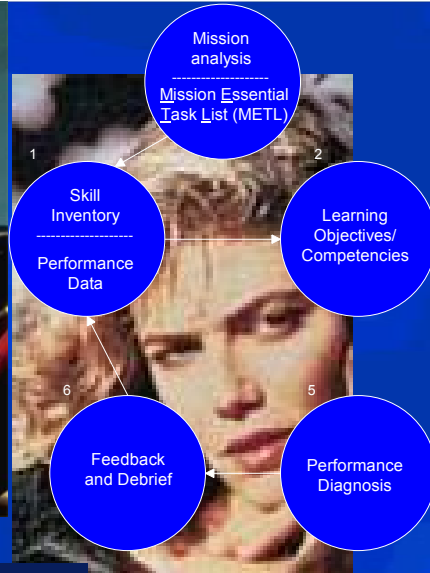 Mission
analysis
--------------------
Mission Essential
Task List (METL)
1
2
Skill
Inventory
--------------------
Performance
Data
Learning
Objectives/
Competencies
6
5
Feedback
and Debrief
Performance
Diagnosis